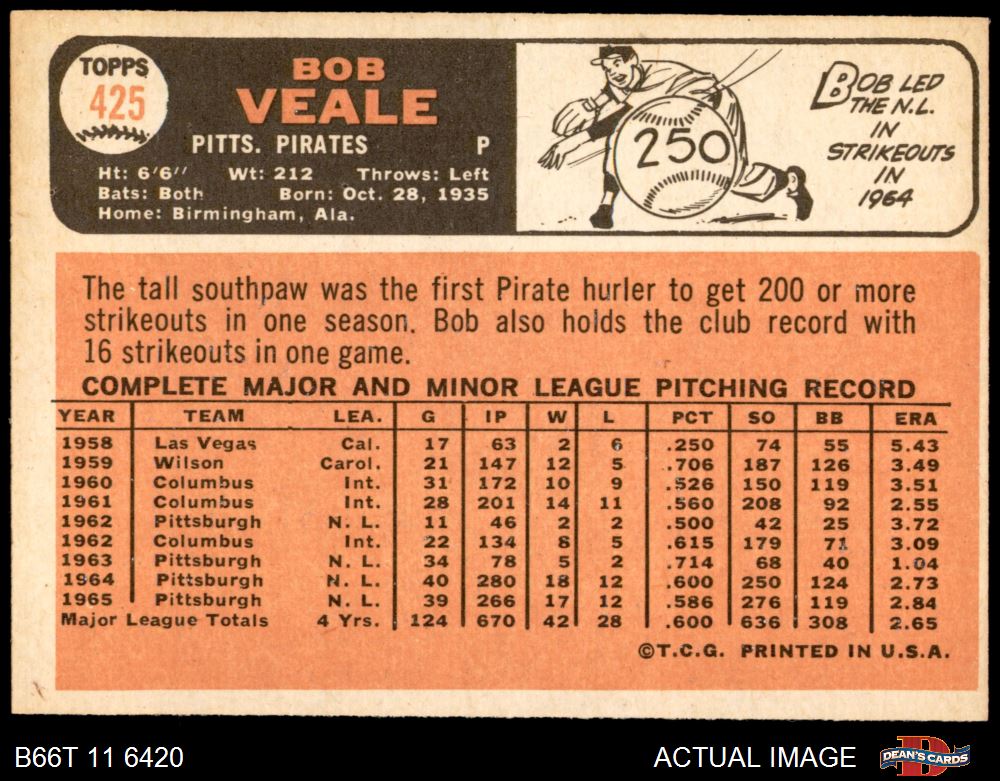 TOPPS
425
BOB
VEALE
PITTS. PIRATES P
Ht: 6'6" Wt: 212 Throws: Left
Bats: Both Born: Oct. 28, 1935
Home: Birmingham, Ala.
250
BOB LED
THE N.L.
IN
STRIKEOUTS
IN
1964
The tall southpaw was the first Pirate hurler to get 200 or more
strikeouts in one season. Bob also holds the club record with
16 strikeouts in one game.
COMPLETE MAJOR AND MINOR LEAGUE PITCHING RECORD
YEAR TEAM LEA. G IP W L PCT SO BB ERA
1958 Las Vegas Cal. 17 63 2 6 .250 74 55 5.43
1959 Wilson Carol. 21 147 12 5 .706 187 126 3.49
1960 Columbus Int. 31 172 10 9 .526 150 119 3.51
1961 Columbus Int. 28 201 14 11 .560 208 92 2.55
1962 Pittsburgh N. L. 11 46 2 2 .500 42 25 3.72
1962 Columbus Int. 22 134 8 5 .615 179 71 3.09
1963 Pittsburgh N. L. 34 78 5 2 .714 68 40 1.04
1964 Pittsburgh N. L. 40 280 18 12 .600 250 124 2.73
1965 Pittsburgh N. L. 39 266 17 12 .586 276 119 2.84
Major League Totals 4 Yrs. 124 670 42 28 .600 636 308 2.65
©T.C.G. PRINTED IN U.S.A.
B66T 11 6420 ACTUAL IMAGE
D
DEAN'S CARDS